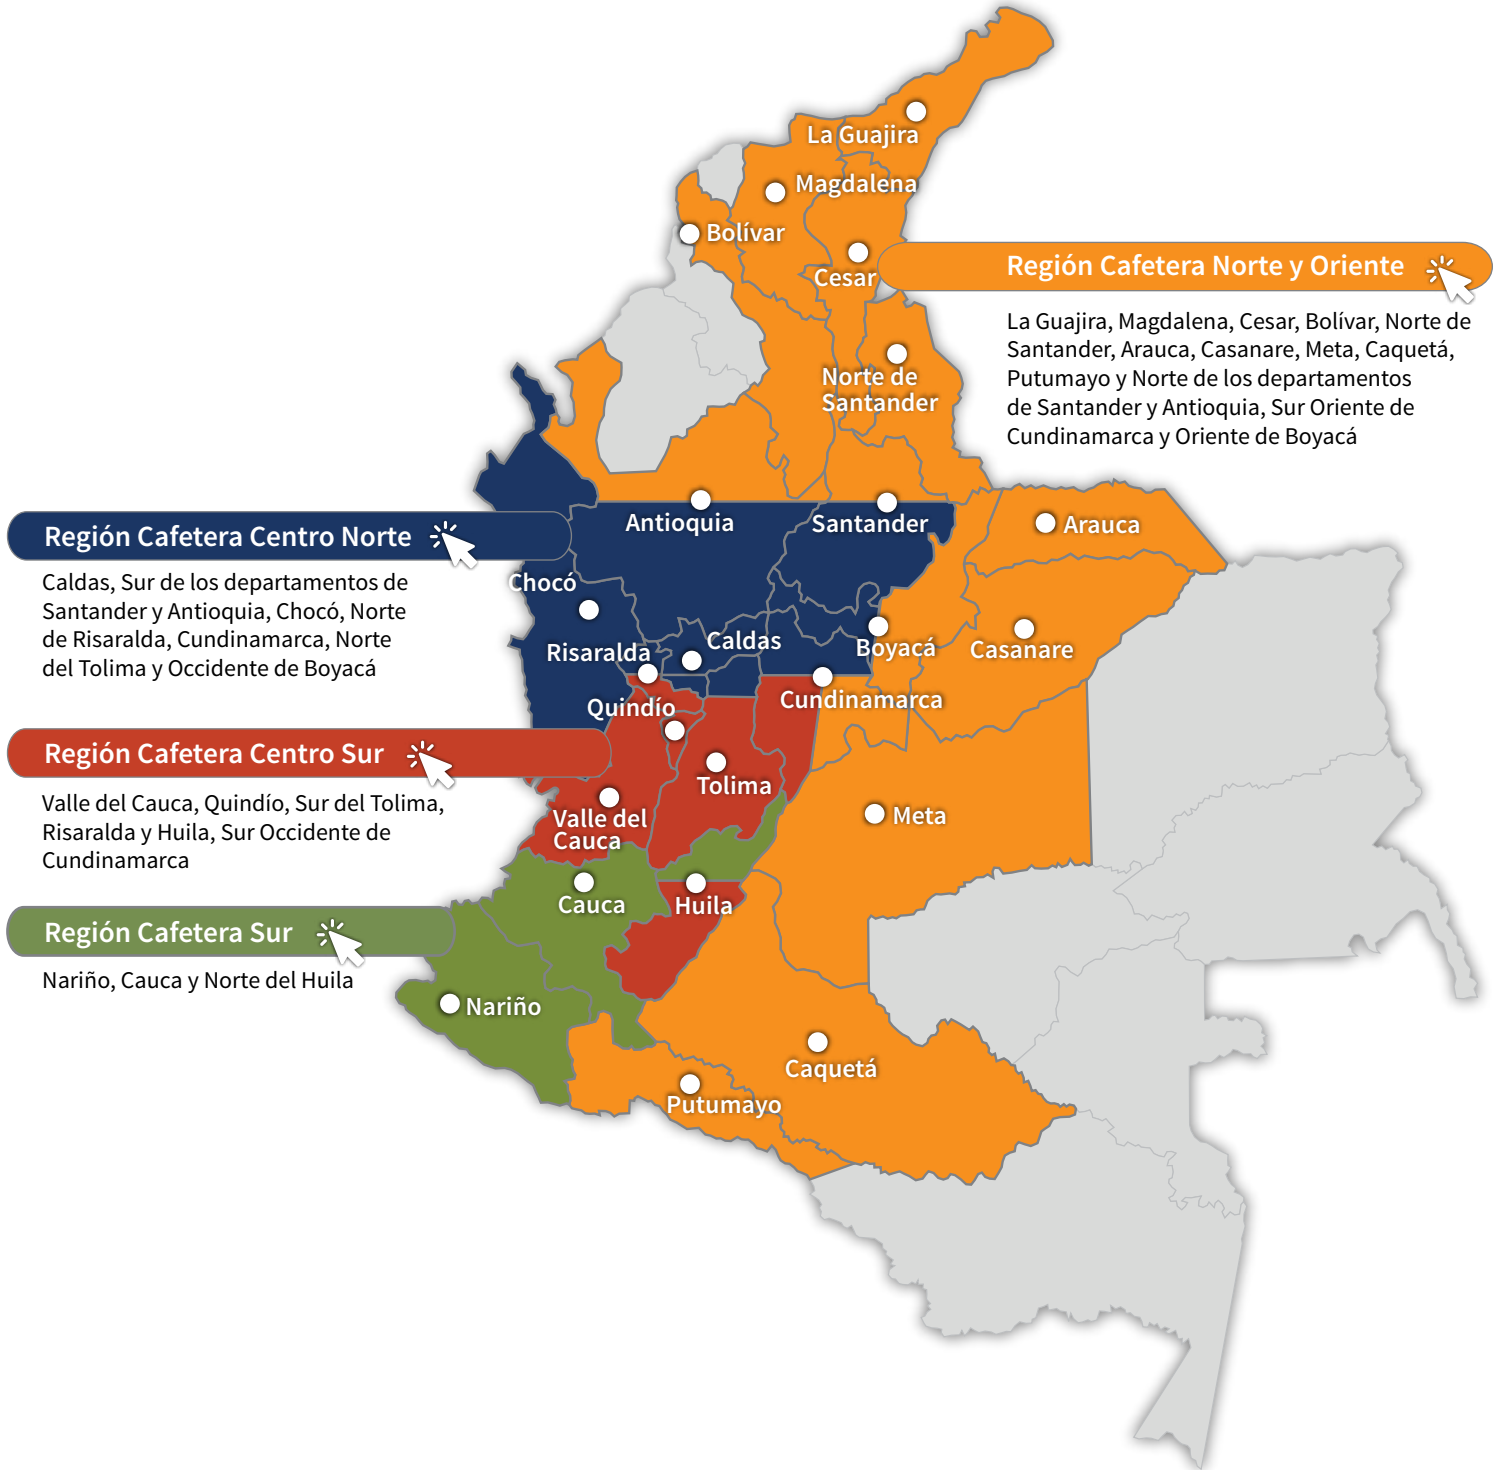 La Guajira
Magdalena
Bolívar
Cesar
Región Cafetera Norte y Oriente
La Guajira, Magdalena, Cesar, Bolívar, Norte de
Santander, Arauca, Casanare, Meta, Caquetá,
Putumayo y Norte de los departamentos
de Santander y Antioquia, Sur Oriente de
Cundinamarca y Oriente de Boyacá
Norte de
Santander
Antioquia
Santander
Arauca
Región Cafetera Centro Norte
Caldas, Sur de los departamentos de
Santander y Antioquia, Chocó, Norte
de Risaralda, Cundinamarca, Norte
del Tolima y Occidente de Boyacá
Chocó
Risaralda
Caldas
Boyacá
Casanare
Quindío
Cundinamarca
Región Cafetera Centro Sur
Valle del Cauca, Quindío, Sur del Tolima,
Risaralda y Huila, Sur Occidente de
Cundinamarca
Tolima
Valle del
Cauca
Meta
Cauca
Huila
Región Cafetera Sur
Nariño, Cauca y Norte del Huila
Nariño
Caquetá
Putumayo